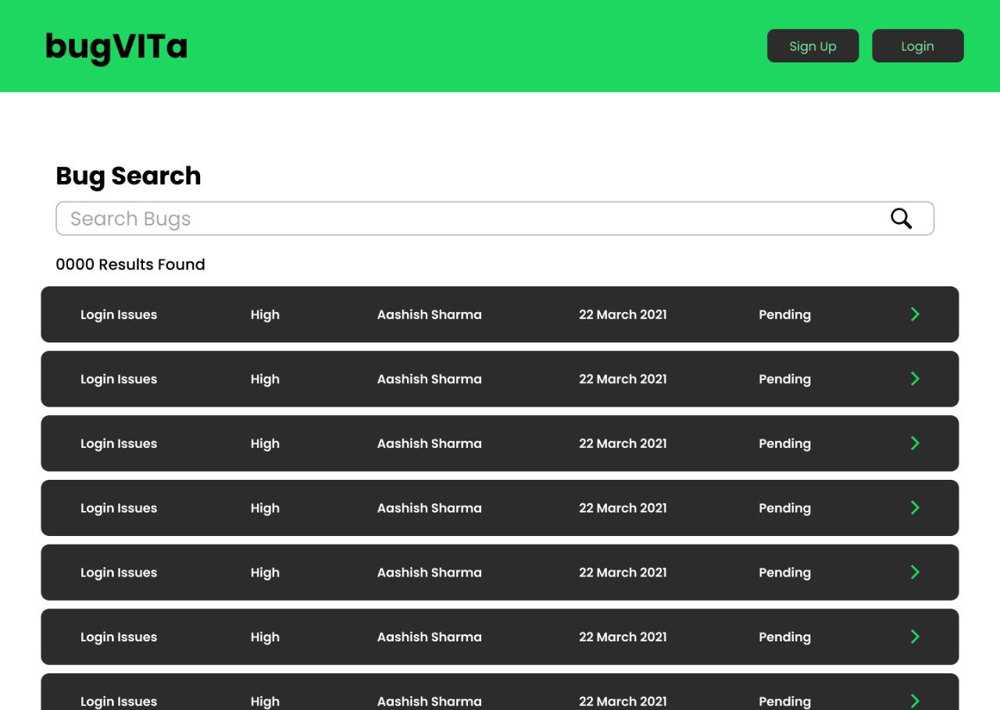 bugVITa
Sign Up Login
Bug Search
Search Bugs
0000 Results Found
Login Issues High Aashish Sharma 22 March 2021 Pending
Login Issues High Aashish Sharma 22 March 2021 Pending
Login Issues High Aashish Sharma 22 March 2021 Pending
Login Issues High Aashish Sharma 22 March 2021 Pending
Login Issues High Aashish Sharma 22 March 2021 Pending
Login Issues High Aashish Sharma 22 March 2021 Pending
Login Issues High Aashish Sharma 22 March 2021 Pending